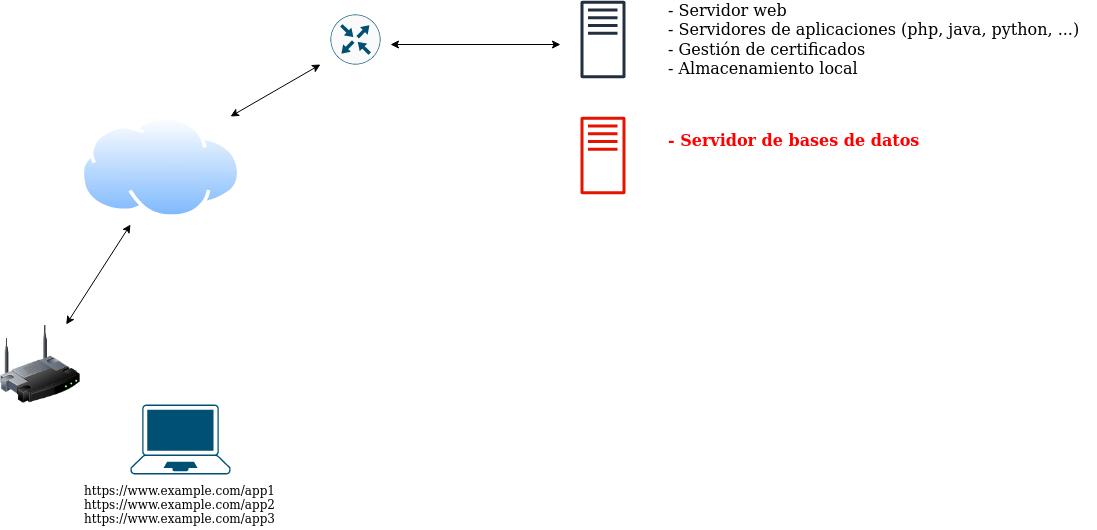 - Servidor web
- Servidores de aplicaciones (php, java, python, ...)
- Gestión de certificados
- Almacenamiento local
- Servidor de bases de datos
https://www.example.com/app1
https://www.example.com/app2
https://www.example.com/app3